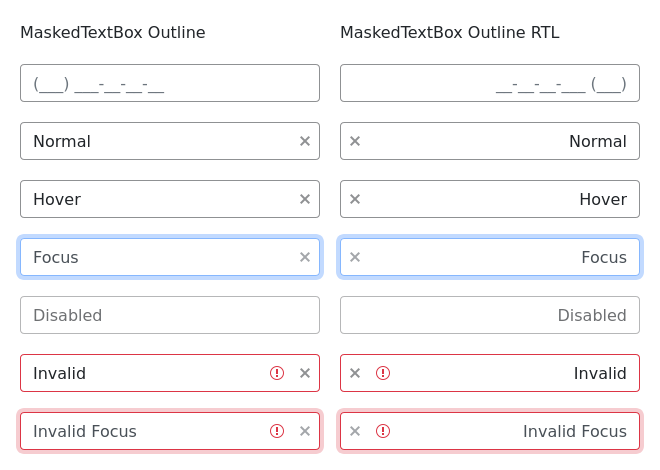 MaskedTextBox Outline
(___) ___-__-__-__
Normal
Hover
Focus
Disabled
Invalid
Invalid Focus
MaskedTextBox Outline RTL
__-__-__-___ (___)
Normal
Hover
Focus
Disabled
Invalid
Invalid Focus